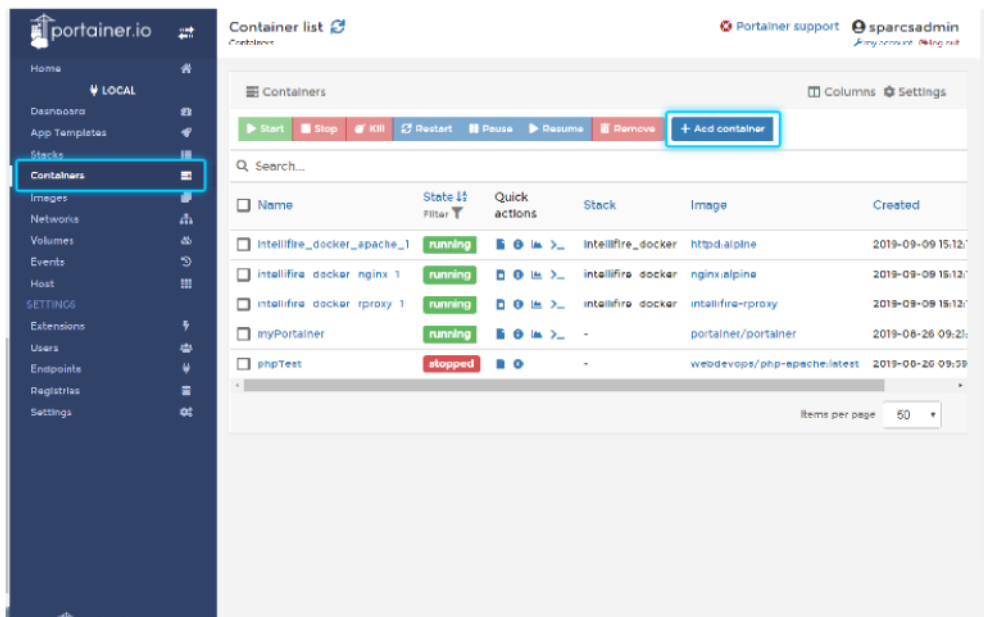 portainer.io
Home
LOCAL
Dashboard
App Templates
Stacks
Containers
Images
Networks
Volumes
Events
Host
SETTINGS
Extensions
Users
Endpoints
Registries
Settings
Container list
Containers
Portainer support
sparcsadmin
my account
log out
Containers
Columns Settings
Start Stop Kill Restart Pause Resume Remove + Add container
Search...
Name State Filter Quick actions Stack Image Created
intellifire_docker_apache_1 running intellifire_docker httpd:alpine 2019-09-09 15:12:
intellifire_docker_nginx_1 running intellifire_docker nginx:alpine 2019-09-09 15:12:
intellifire_docker_rproxy_1 running intellifire_docker intellifire-rproxy 2019-09-09 15:12:
myPortainer running - portainer/portainer 2019-08-26 09:2
phpTest stopped - webdevops/php-apache:latest 2019-08-26 09:59
Items per page 50